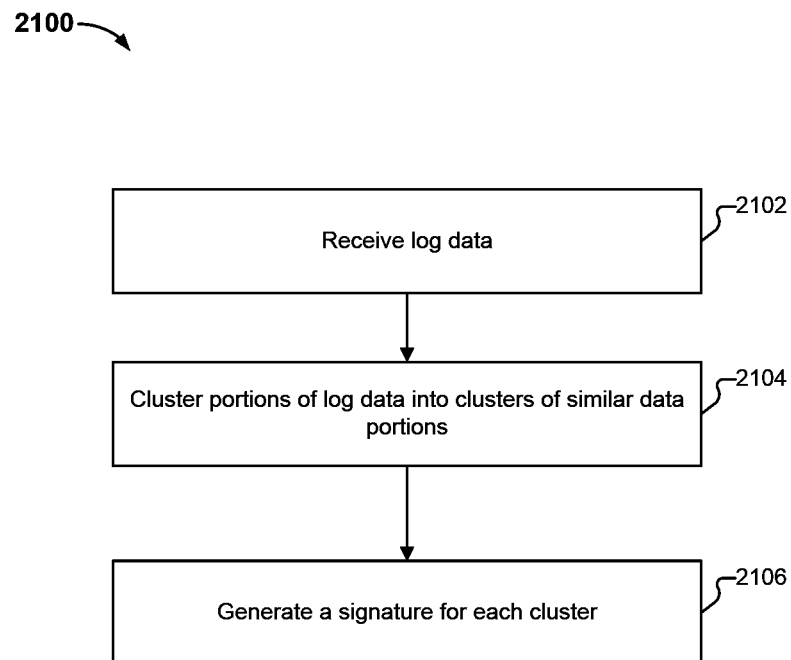 2100
Receive log data
2102
Cluster portions of log data into clusters of similar data
portions
2104
Generate a signature for each cluster
2106